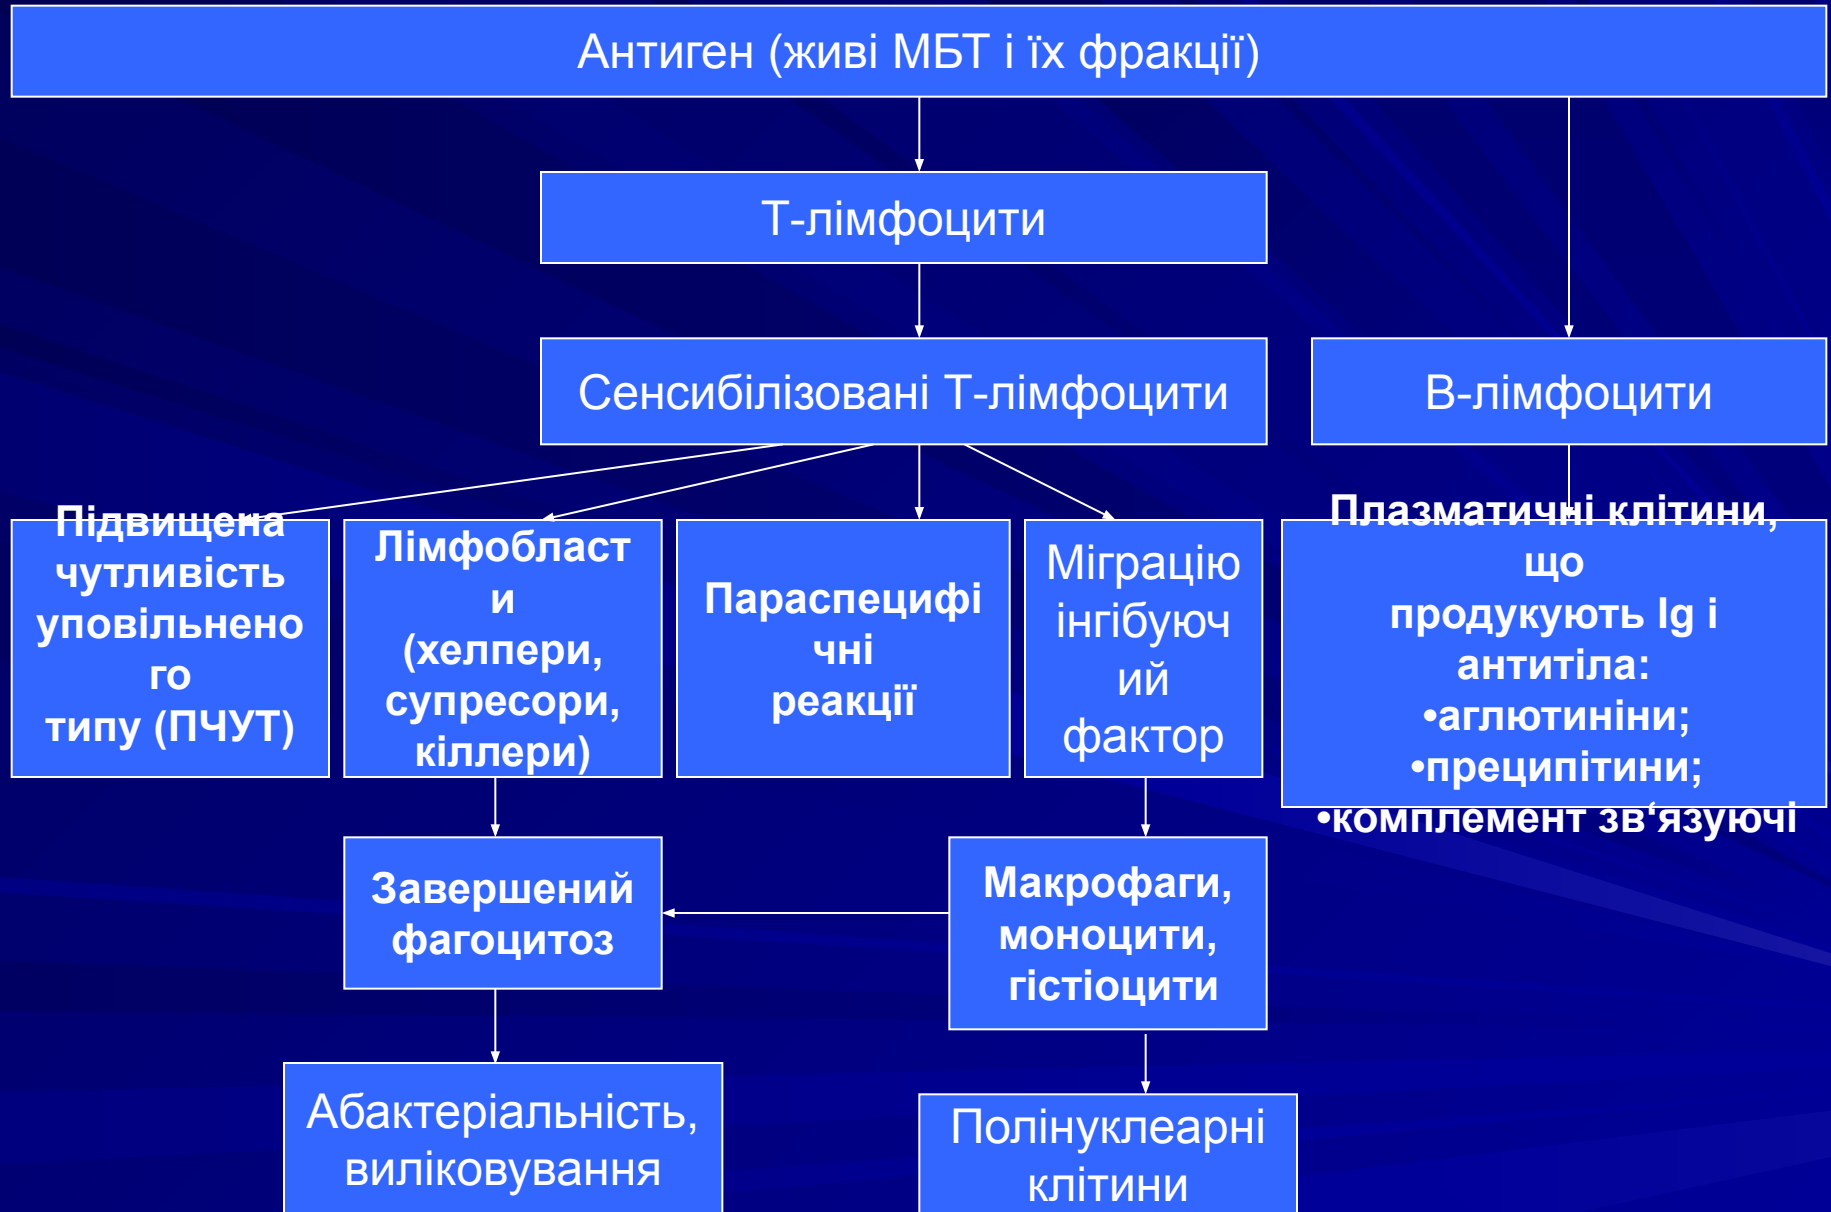 Антиген (живі МБТ і їх фракції)
Т-лімфоцити
Сенсибілізовані Т-лімфоцити
В-лімфоцити
Підвищена
чутливість
уповільнено
го
типу (ПЧУТ)
Лімфобласт
и
(хелпери,
супресори,
кіллери)
Параспецифі
чні
реакції
Міграцію
інгібуюч
ий
фактор
Плазматичні клітини,
що
продукують Ig і
антитіла:
•аглютиніни;
•преципітини;
•комплемент зв‘язуючі
Завершений
фагоцитоз
Макрофаги,
моноцити,
гістіоцити
Абактеріальність,
виліковування
Полінуклеарні
клітини